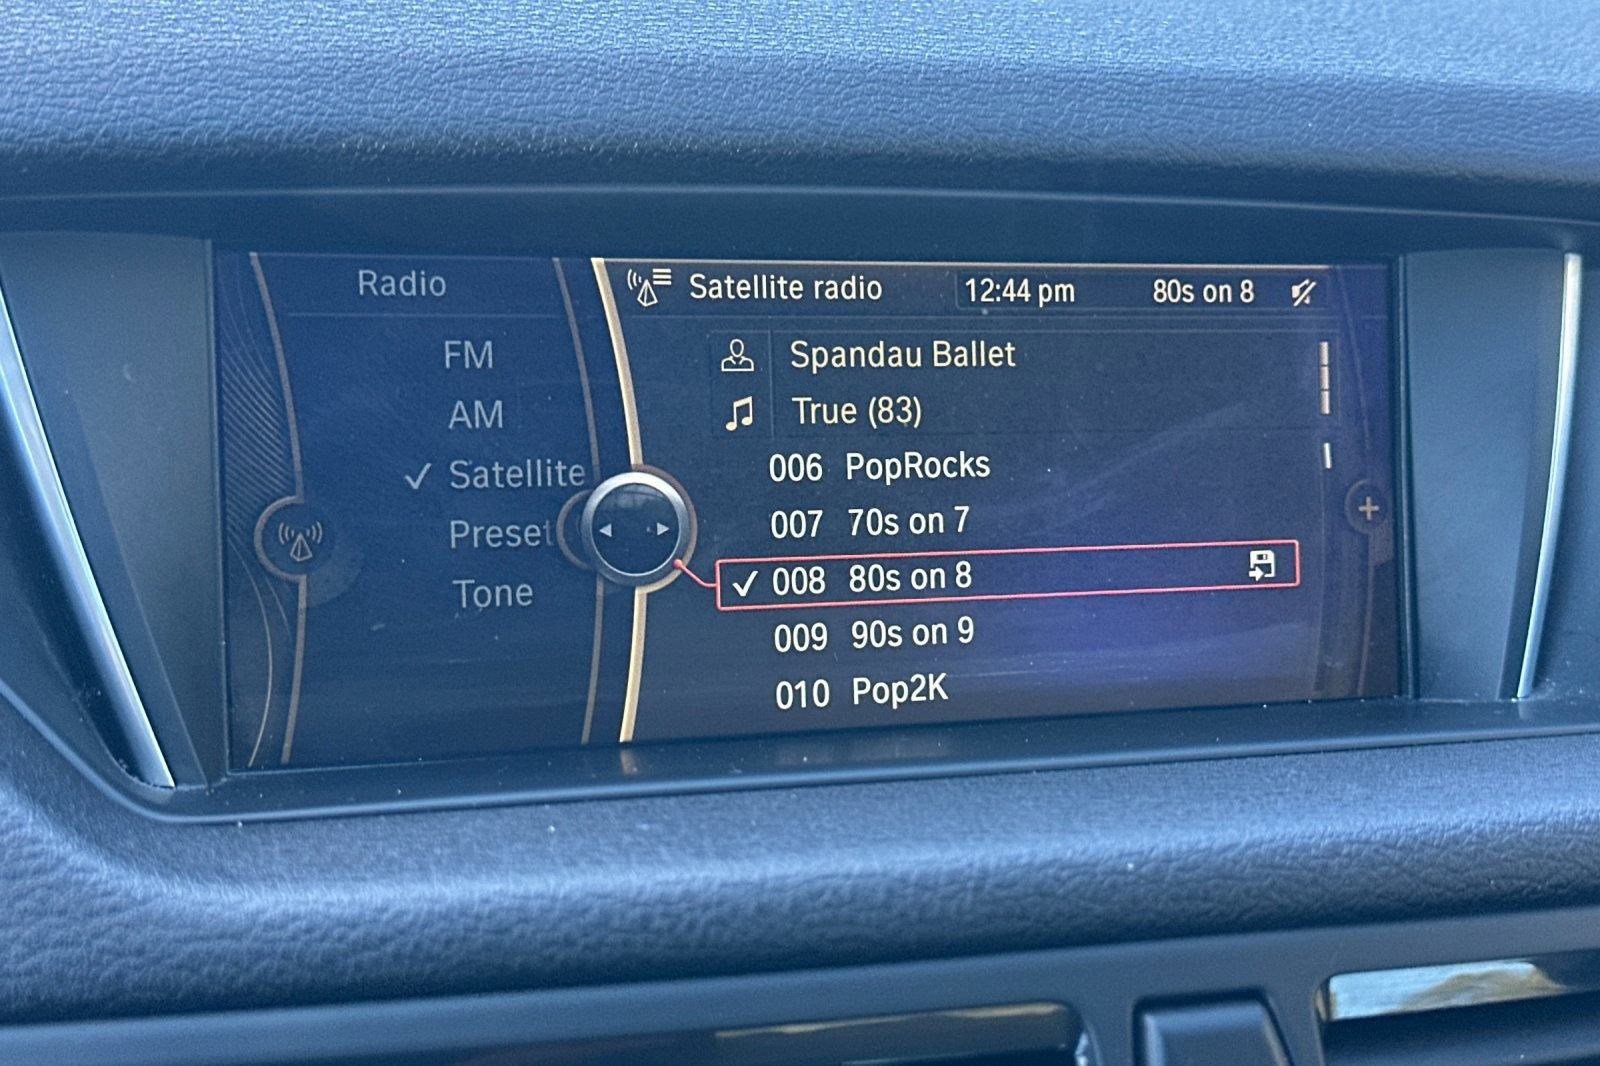 Radio
FM
AM
✓ Satellite
Preset
Tone
Satellite radio 12:44 pm 80s on 8
Spandau Ballet
True (83)
006 PopRocks
007 70s on 7
✓ 008 80s on 8
009 90s on 9
010 Pop2K